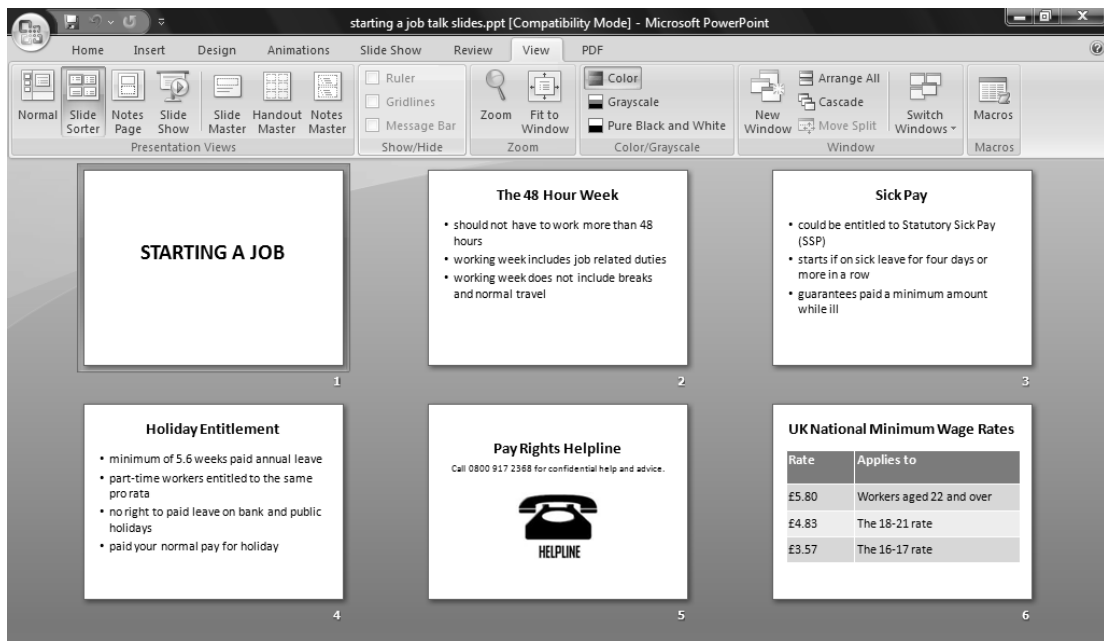 starting a job talk slides.ppt [Compatibility Mode] - Microsoft PowerPoint
Home Insert Design Animations Slide Show Review View PDF
Normal Slide Sorter Notes Page Slide Show Slide Master Handout Master Notes Master
Presentation Views
Ruler
Gridlines
Message Bar
Show/Hide
Zoom Fit to Window
Zoom
Color
Grayscale
Pure Black and White
Color/Grayscale
New Window
Arrange All
Cascade
Move Split
Switch Windows
Window
Macros
Macros
STARTING A JOB
1
The 48 Hour Week
• should not have to work more than 48
hours
• working week includes job related duties
• working week does not include breaks
and normal travel
2
Sick Pay
• could be entitled to Statutory Sick Pay
(SSP)
• starts if on sick leave for four days or
more in a row
• guarantees paid a minimum amount
while ill
3
Holiday Entitlement
• minimum of 5.6 weeks paid annual leave
• part-time workers entitled to the same
pro rata
• no right to paid leave on bank and public
holidays
• paid your normal pay for holiday
4
Pay Rights Helpline
Call 0800 917 2368 for confidential help and advice.
HELPLINE
5
UK National Minimum Wage Rates
Rate Applies to
£5.80 Workers aged 22 and over
£4.83 The 18-21 rate
£3.57 The 16-17 rate
6